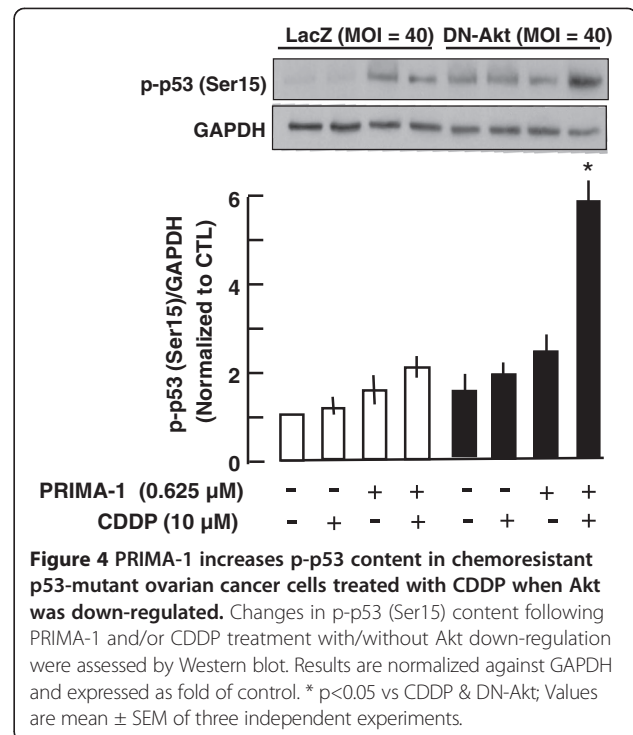 LacZ (MOI = 40) DN-Akt (MOI = 40)
p-p53 (Ser15)
GAPDH
*
6
4
2
0
p-p53 (Ser15)/GAPDH
(Normalized to CTL)
PRIMA-1 (0.625 µM) - - + + - - + +
CDDP (10 µM) - + - + - + - +
Figure 4 PRIMA-1 increases p-p53 content in chemoresistant
p53-mutant ovarian cancer cells treated with CDDP when Akt
was down-regulated. Changes in p-p53 (Ser15) content following
PRIMA-1 and/or CDDP treatment with/without Akt down-regulation
were assessed by Western blot. Results are normalized against GAPDH
and expressed as fold of control. * p<0.05 vs CDDP & DN-Akt; Values
are mean ± SEM of three independent experiments.